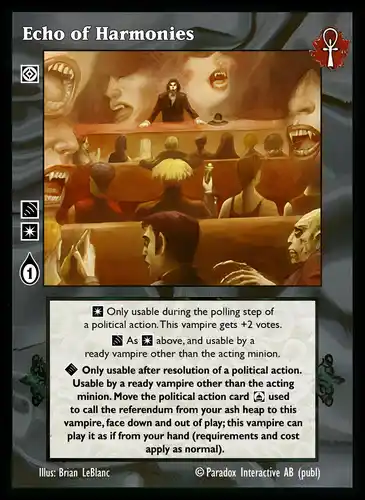 Echo of Harmonies
1
Only usable during the polling step of
a political action. This vampire gets +2 votes.
As above, and usable by a
ready vampire other than the acting minion.
Only usable after resolution of a political action.
Usable by a ready vampire other than the acting
minion. Move the political action card used
to call the referendum from your ash heap to this
vampire, face down and out of play; this vampire can
play it as if from your hand (requirements and cost
apply as normal).
Illus: Brian LeBlanc © Paradox Interactive AB (publ)